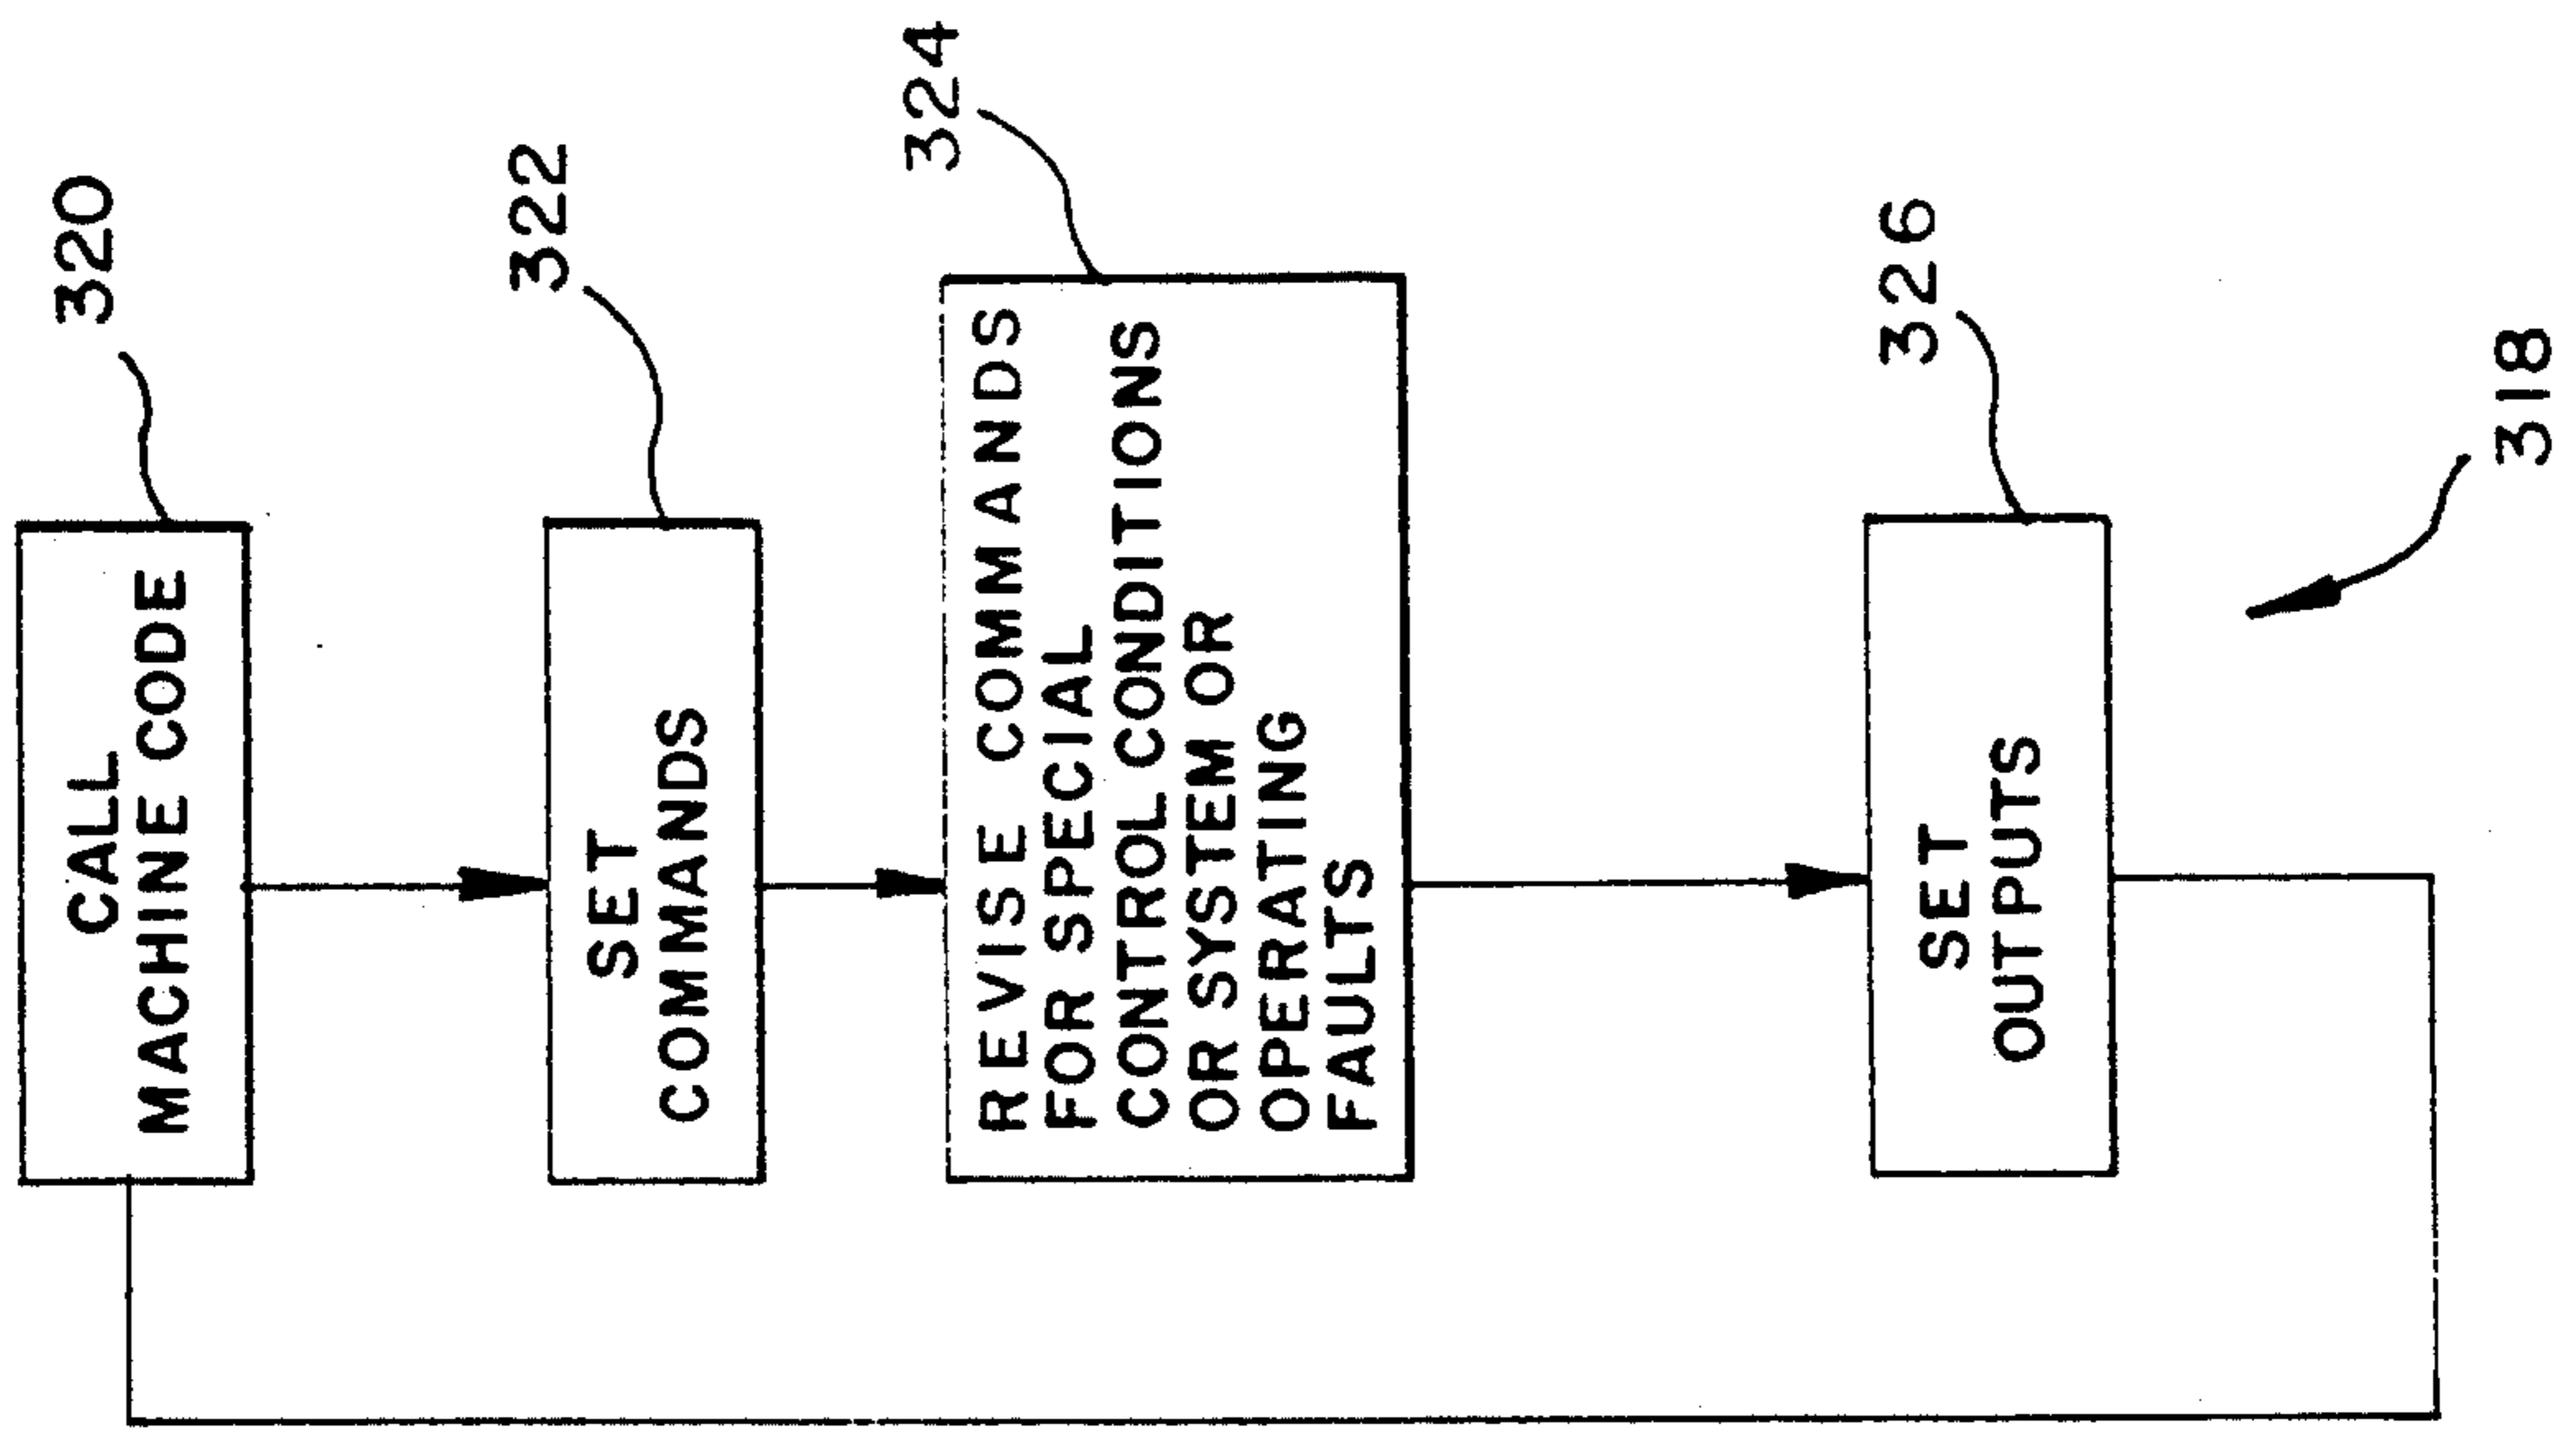 320
CALL
MACHINE CODE
322
SET
COMMANDS
324
REVISE COMMANDS
FOR SPECIAL
CONTROL CONDITIONS
OR SYSTEM OR
OPERATING
FAULTS
326
SET
OUTPUTS
318